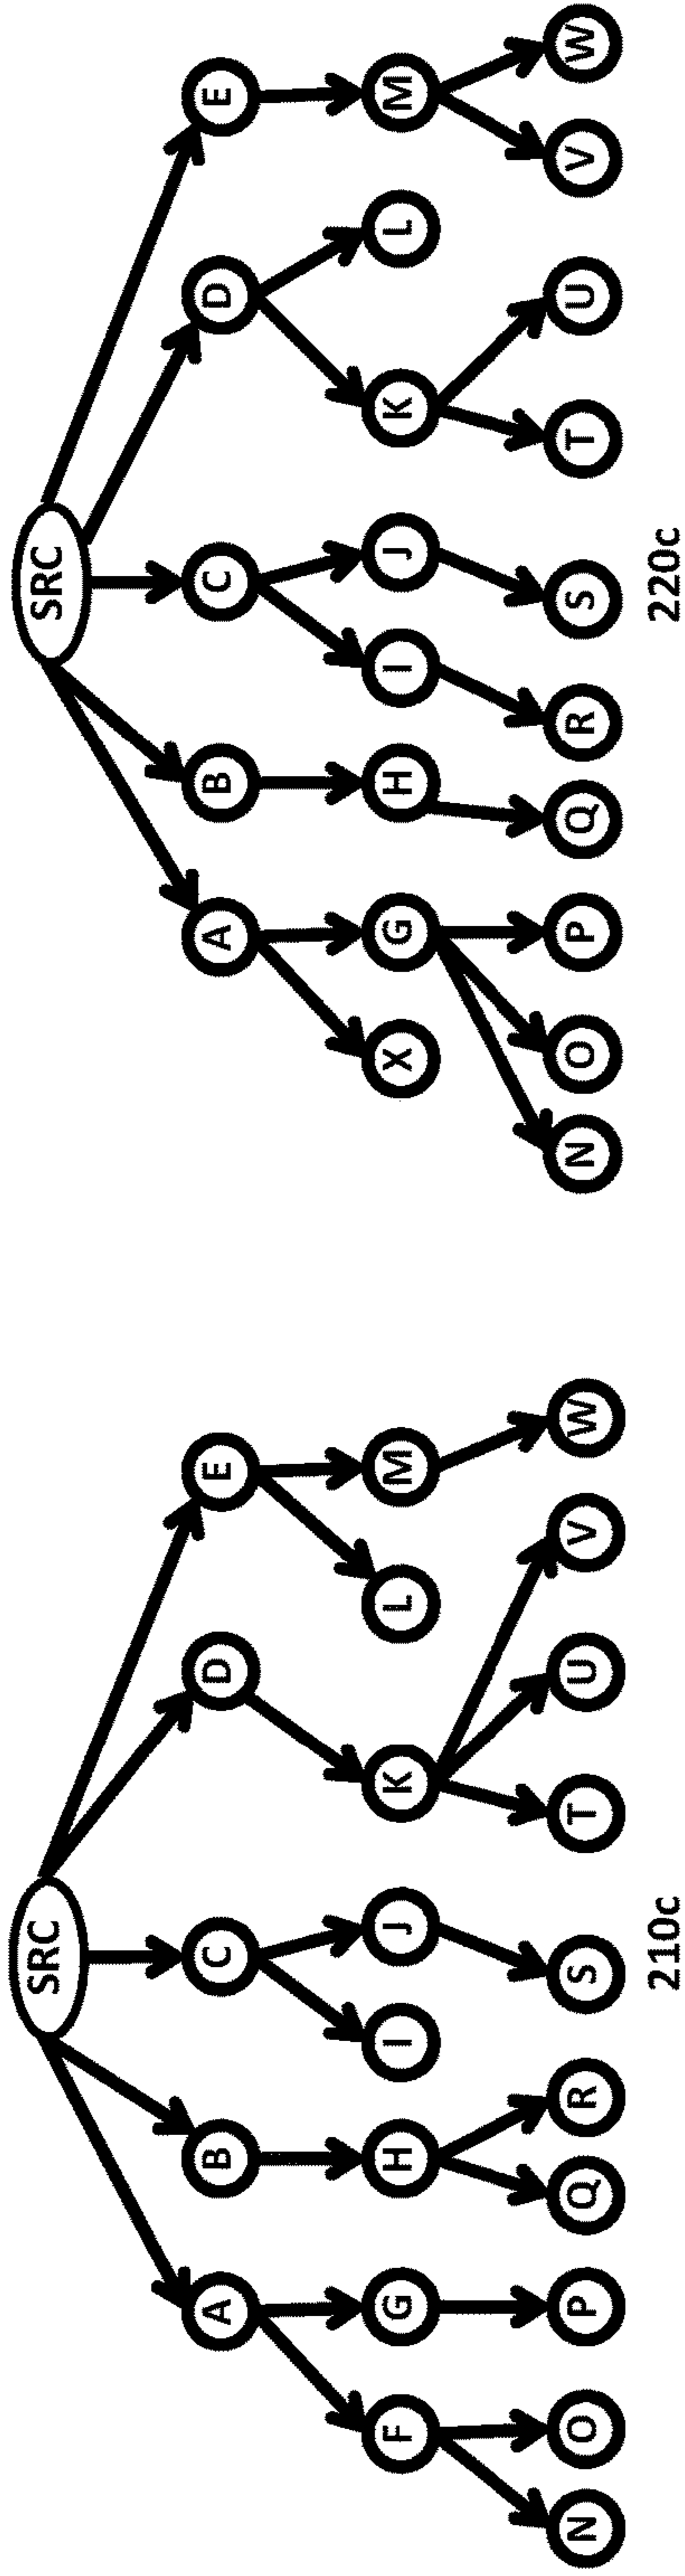 SRC
A B C D E
F G H I J K L M
N O P Q R S T U V W
210c
SRC
A B C D E
X G H I J K L M
N O P Q R S T U V W
220c